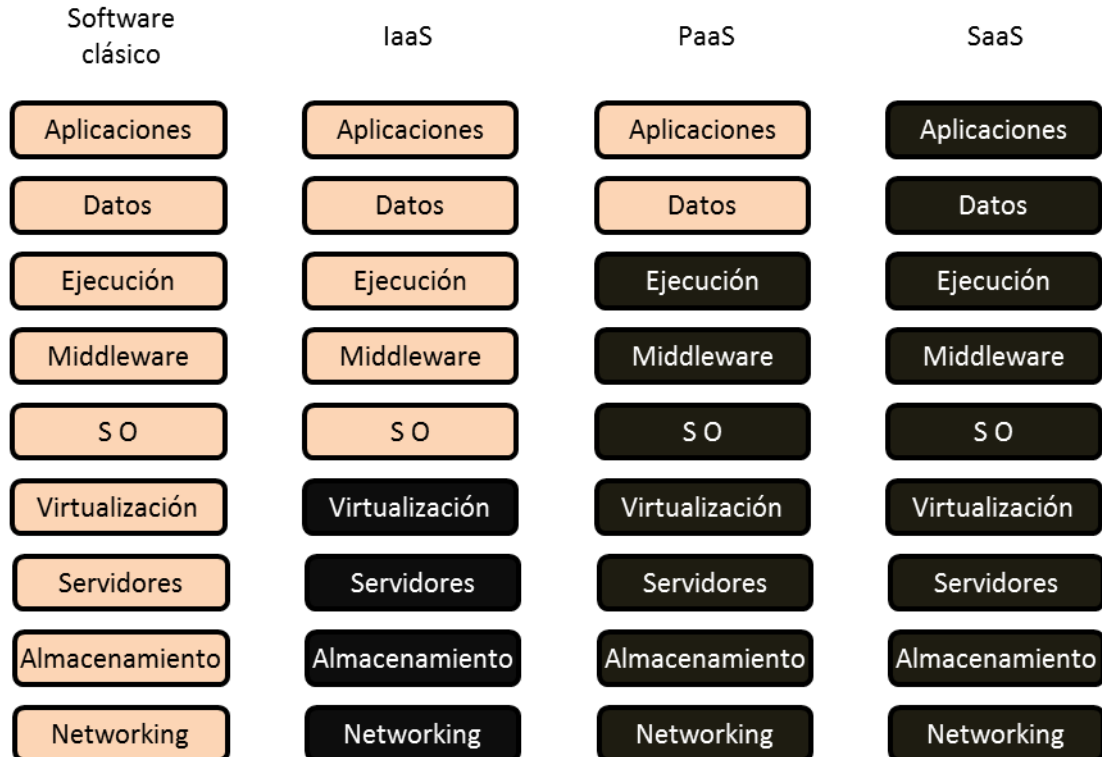 Software
clásico
IaaS
PaaS
SaaS
Aplicaciones
Aplicaciones
Aplicaciones
Aplicaciones
Datos
Datos
Datos
Datos
Ejecución
Ejecución
Ejecución
Ejecución
Middleware
Middleware
Middleware
Middleware
S O
S O
S O
S O
Virtualización
Virtualización
Virtualización
Virtualización
Servidores
Servidores
Servidores
Servidores
Almacenamiento
Almacenamiento
Almacenamiento
Almacenamiento
Networking
Networking
Networking
Networking